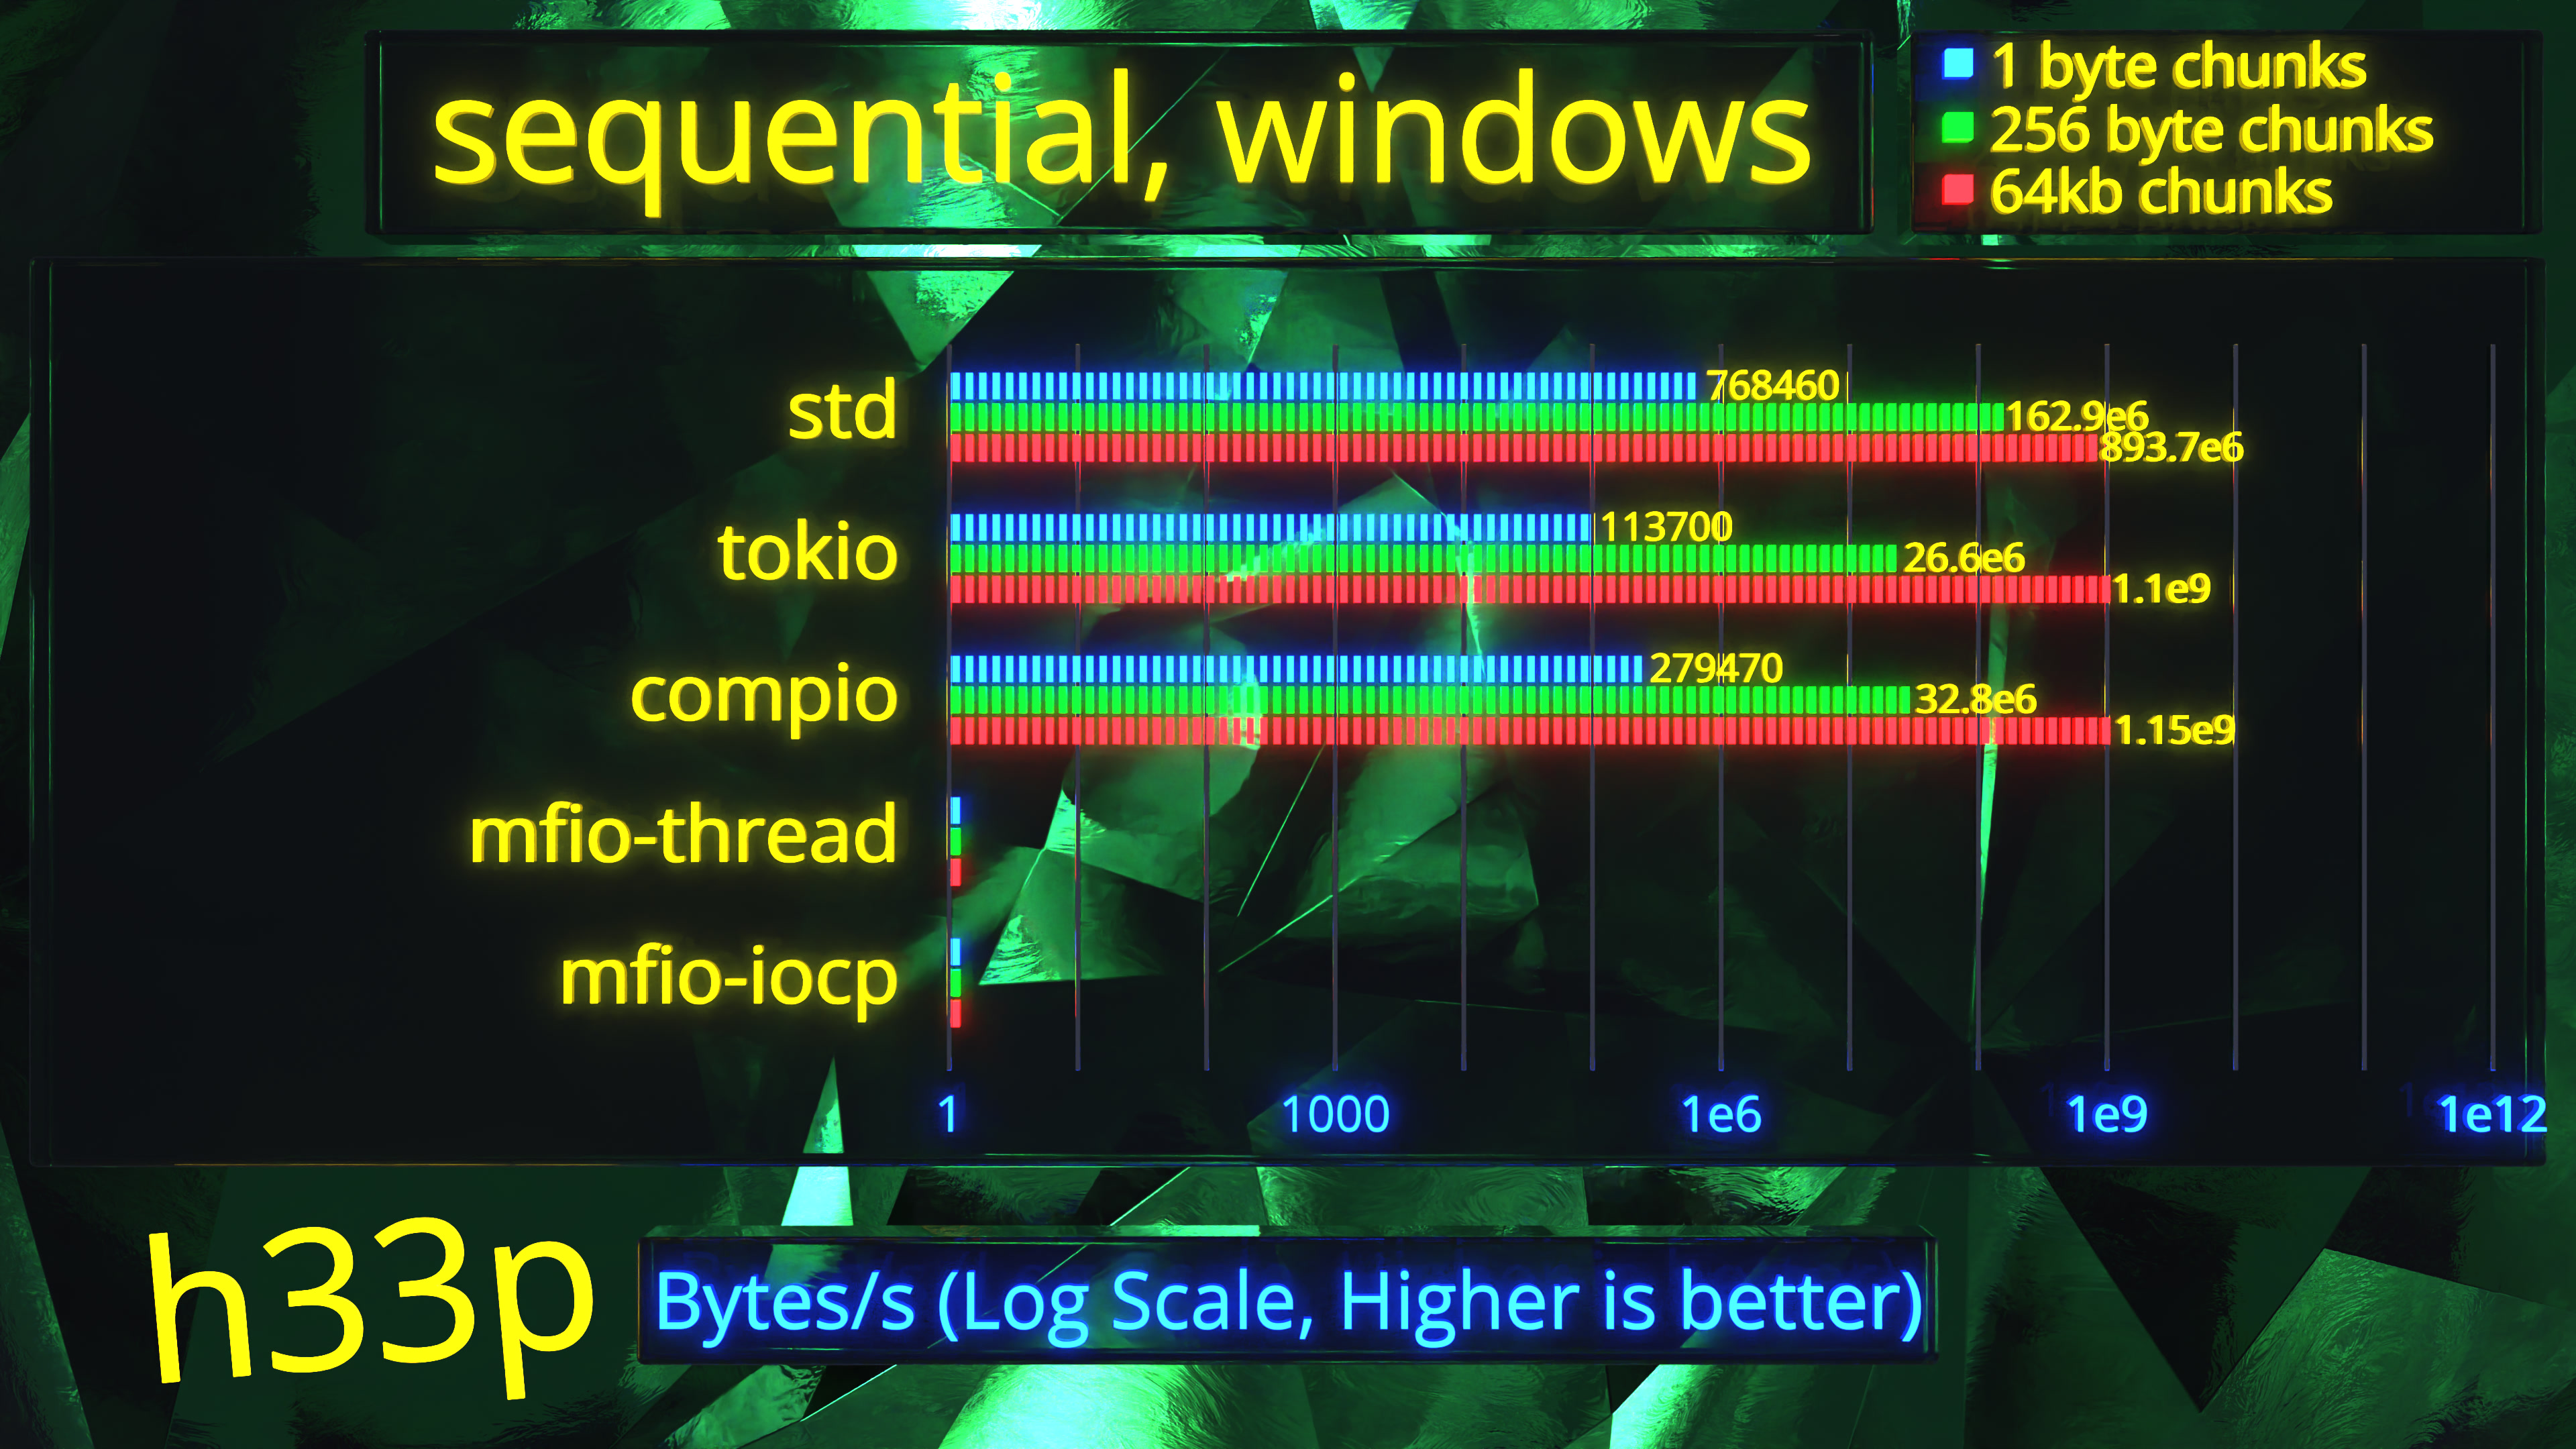 sequential, windows
1 byte chunks
256 byte chunks
64kb chunks
std
768460
162.9e6
893.7e6
tokio
113700
26.6e6
1.1e9
compio
279470
32.8e6
1.15e9
mfio-thread
mfio-iocp
1 1000 1e6 1e9 1e12
h33p
Bytes/s (Log Scale, Higher is better)